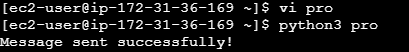 [ec2-user@ip-172-31-36-169 ~]$ vi pro
[ec2-user@ip-172-31-36-169 ~]$ python3 pro
Message sent successfully!